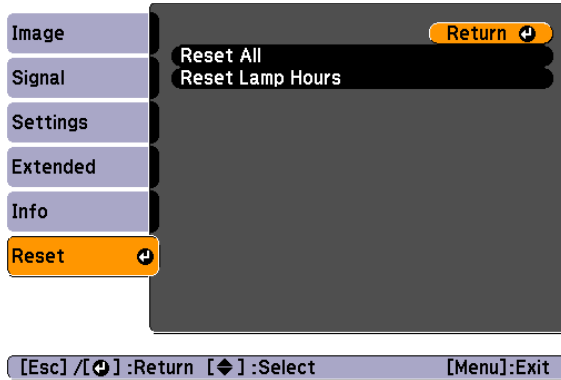 Image
Signal
Settings
Extended
Info
Reset
Return
Reset All
Reset Lamp Hours
[Esc] /[⏎] :Return [◆] :Select [Menu]:Exit